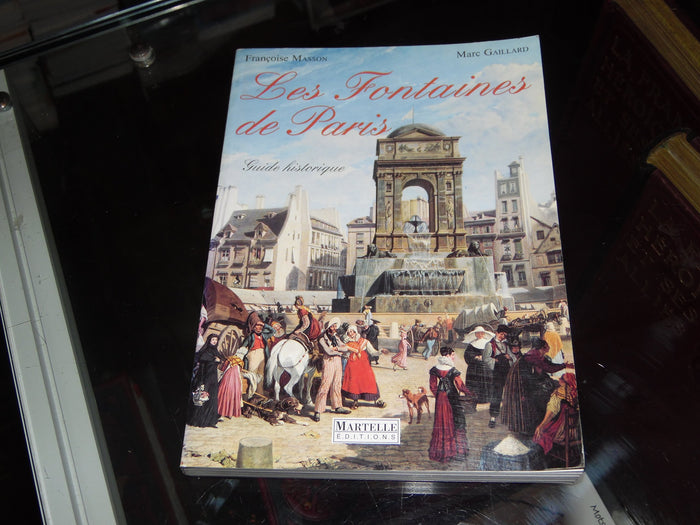 Françoise MASSON
Marc GAILLARD
Les Fontaines
de Paris
Guide historique
MARTELLE
EDITIONS